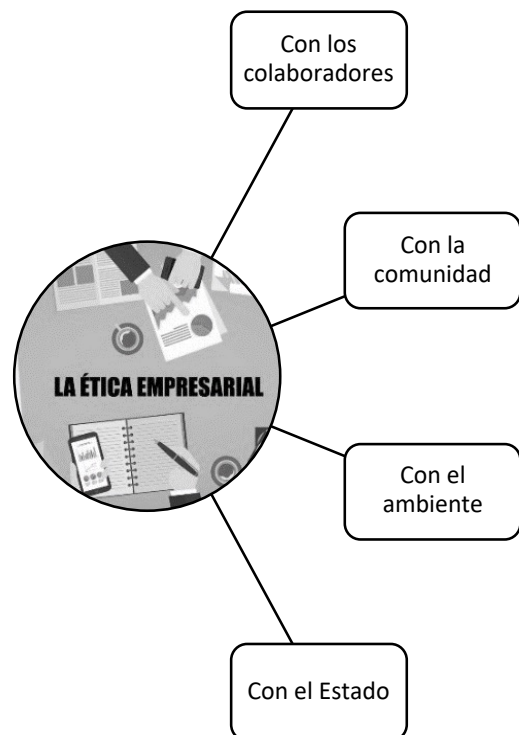 Con los
colaboradores
Con la
comunidad
LA ÉTICA EMPRESARIAL
Con el
ambiente
Con el Estado